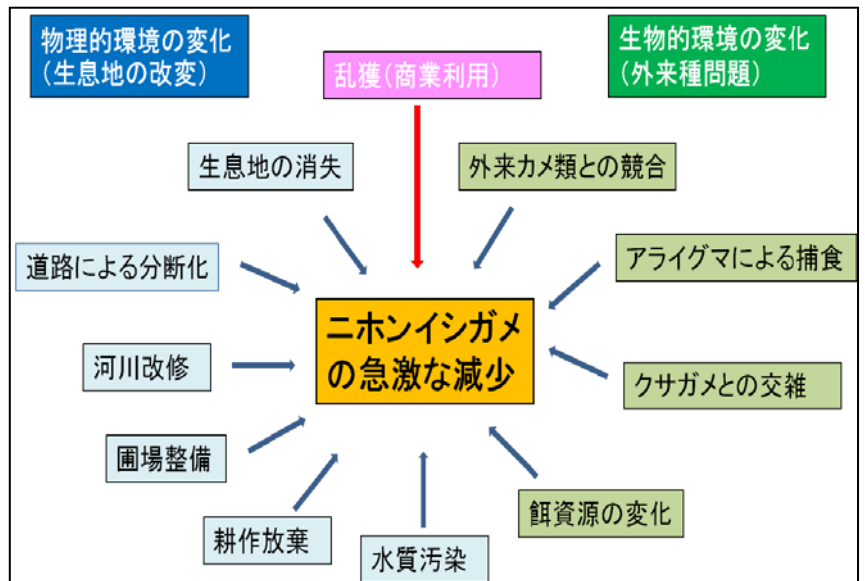 物理的環境の変化
（生息地の改変）
乱獲（商業利用）
生物的環境の変化
（外来種問題）
生息地の消失
外来カメ類との競合
道路による分断化
アライグマによる捕食
ニホンイシガメ
の急激な減少
河川改修
クサガメとの交雑
圃場整備
餌資源の変化
耕作放棄
水質汚染